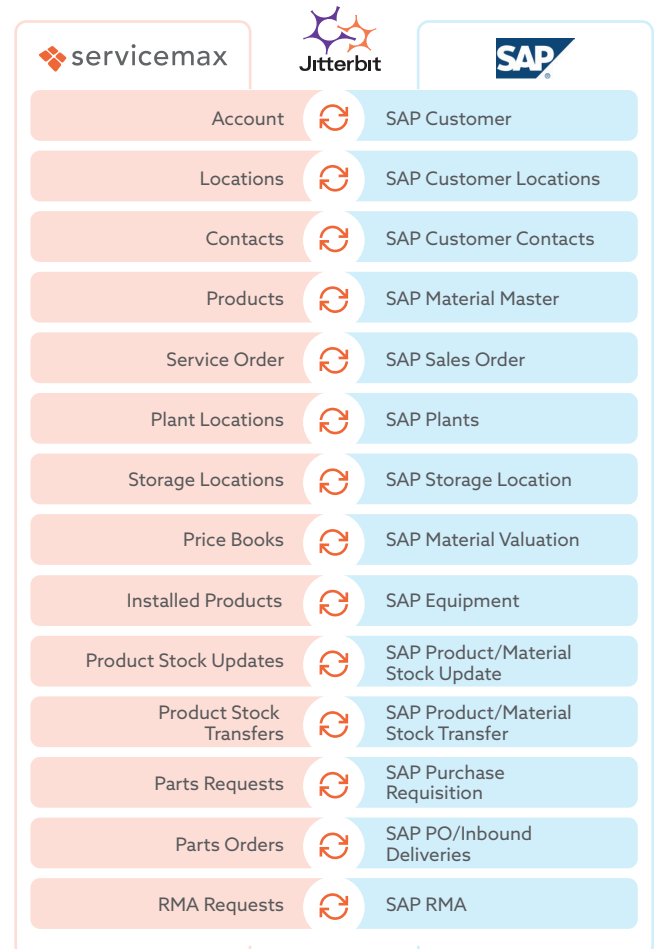 servicemax
Jitterbit
SAP
®
Account
SAP Customer
Locations
SAP Customer Locations
Contacts
SAP Customer Contacts
Products
SAP Material Master
Service Order
SAP Sales Order
Plant Locations
SAP Plants
Storage Locations
SAP Storage Location
Price Books
SAP Material Valuation
Installed Products
SAP Equipment
Product Stock Updates
SAP Product/Material
Stock Update
Product Stock
Transfers
SAP Product/Material
Stock Transfer
Parts Requests
SAP Purchase
Requisition
Parts Orders
SAP PO/Inbound
Deliveries
RMA Requests
SAP RMA